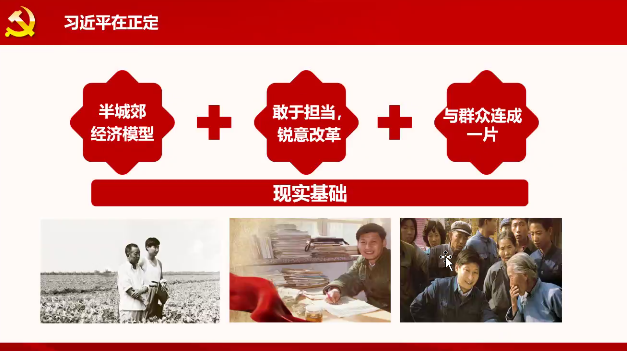 习近平在正定
半城郊
经济模型
敢于担当，
锐意改革
与群众连成
一片
现实基础